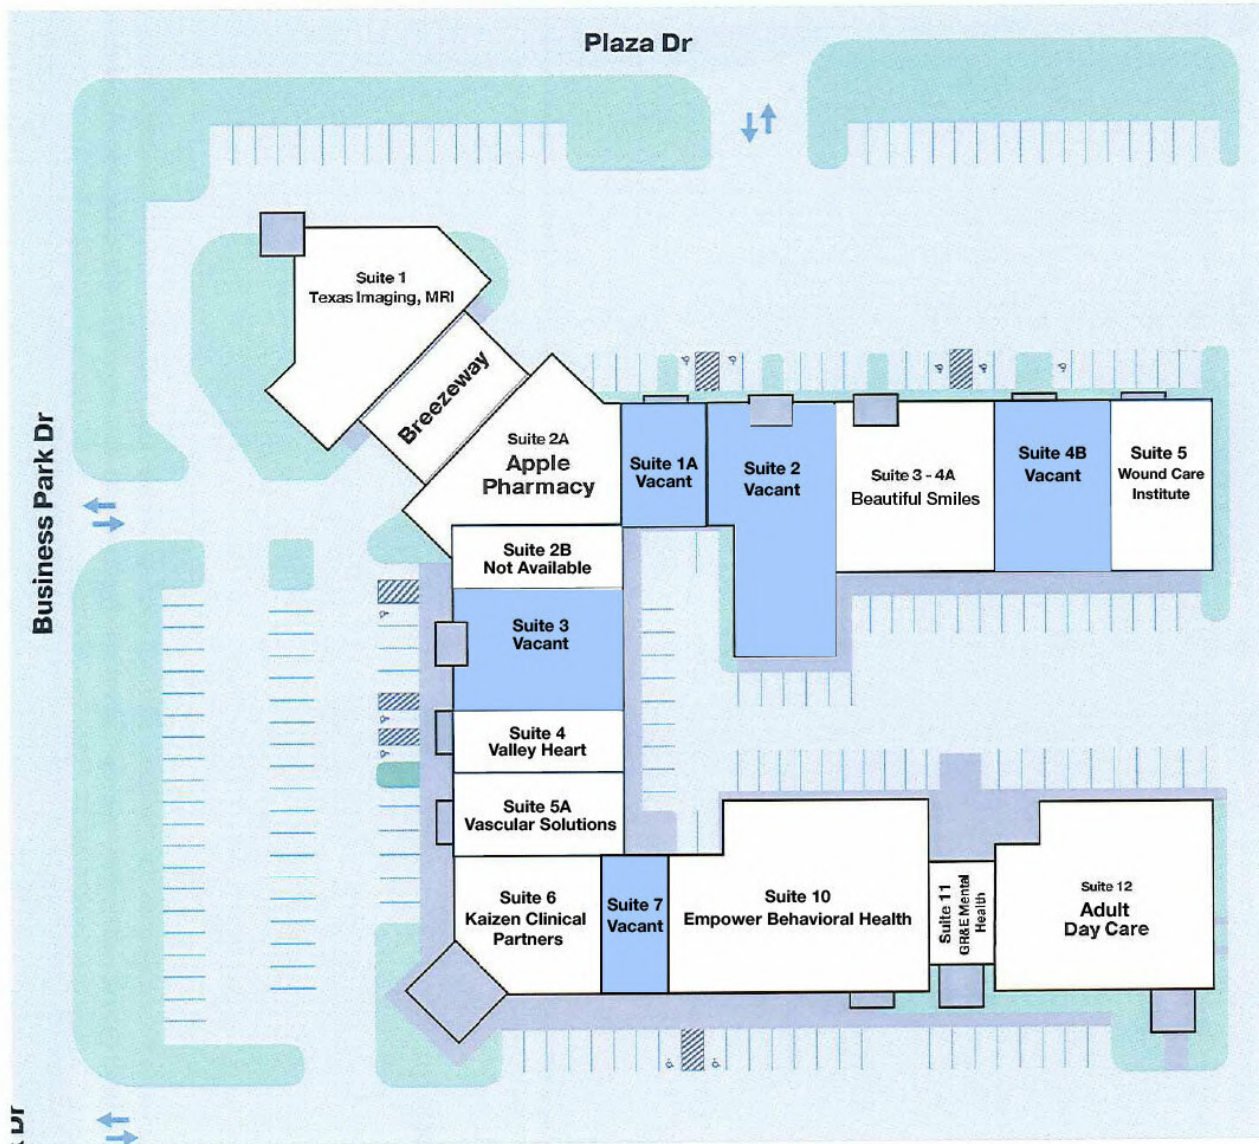 Plaza Dr
Suite 1
Texas Imaging, MRI
Breezeway
Suite 2A
Apple
Pharmacy
Suite 1A
Vacant
Suite 2
Vacant
Suite 3 - 4A
Beautiful Smiles
Suite 4B
Vacant
Suite 5
Wound Care
Institute
Business Park Dr
Suite 2B
Not Available
Suite 3
Vacant
Suite 4
Valley Heart
Suite 5A
Vascular Solutions
Suite 6
Kaizen Clinical
Partners
Suite 7
Vacant
Suite 10
Empower Behavioral Health
Suite 11
GR&E Mental
Health
Suite 12
Adult
Day Care
Dr